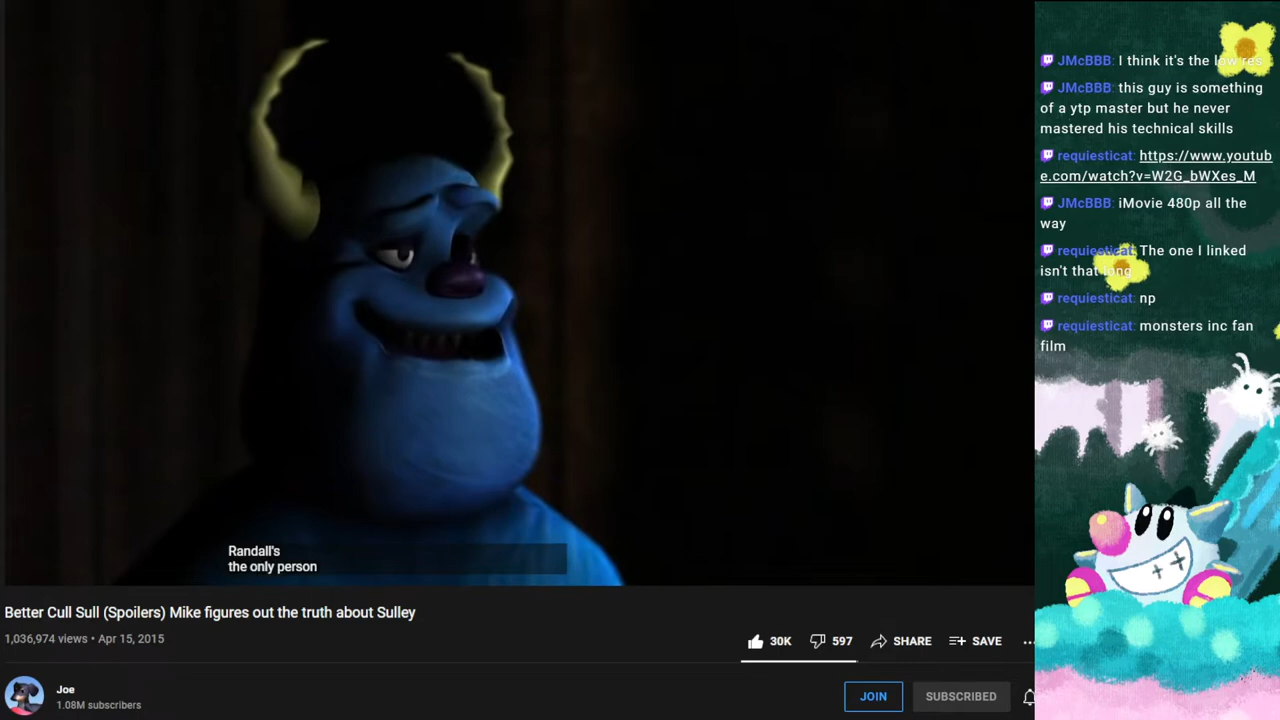 Randall's
the only person
Better Cull Sull (Spoilers) Mike figures out the truth about Sulley
1,036,974 views • Apr 15, 2015
30K
597
SHARE
SAVE
Joe
1.08M subscribers
JOIN
SUBSCRIBED
JMcBBB: I think it's the low res
JMcBBB: this guy is something
of a ytp master but he never
mastered his technical skills
requiesticat: https://www.youtub
e.com/watch?v=W2G_bWXes_M
JMcBBB: iMovie 480p all the
way
requiesticat: The one I linked
isn't that long
requiesticat: np
requiesticat: monsters inc fan
film